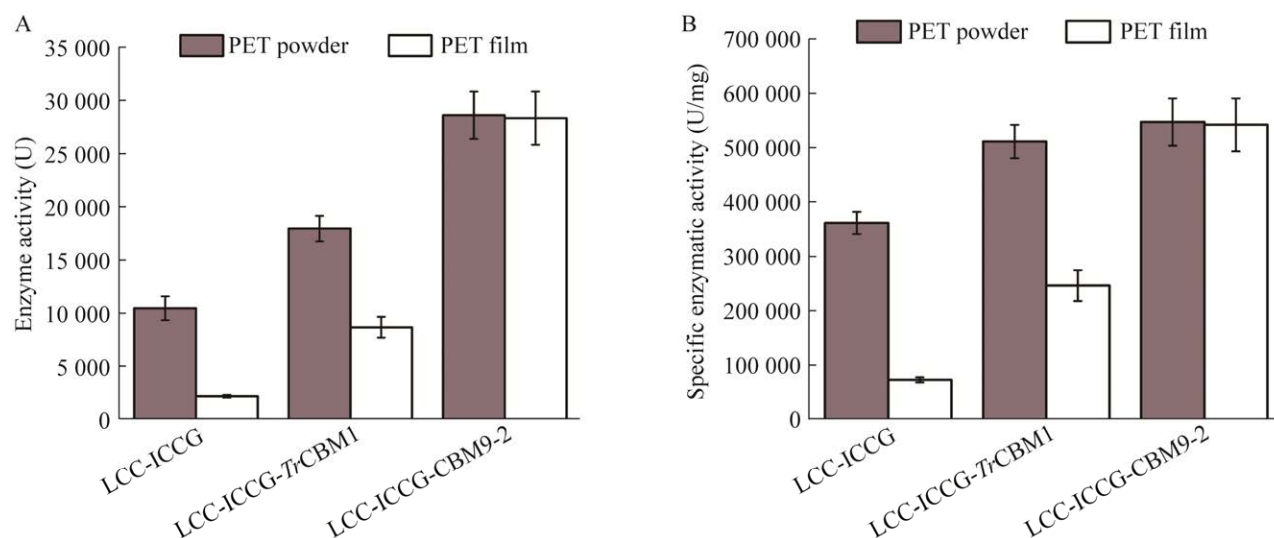 A
Enzyme activity (U)
35 000
30 000
25 000
20 000
15 000
10 000
5 000
0
PET powder
PET film
LCC-ICCG
LCC-ICCG-TrCBM1
LCC-ICCG-CBM9-2
B
Specific enzymatic activity (U/mg)
700 000
600 000
500 000
400 000
300 000
200 000
100 000
0
PET powder
PET film
LCC-ICCG
LCC-ICCG-TrCBM1
LCC-ICCG-CBM9-2